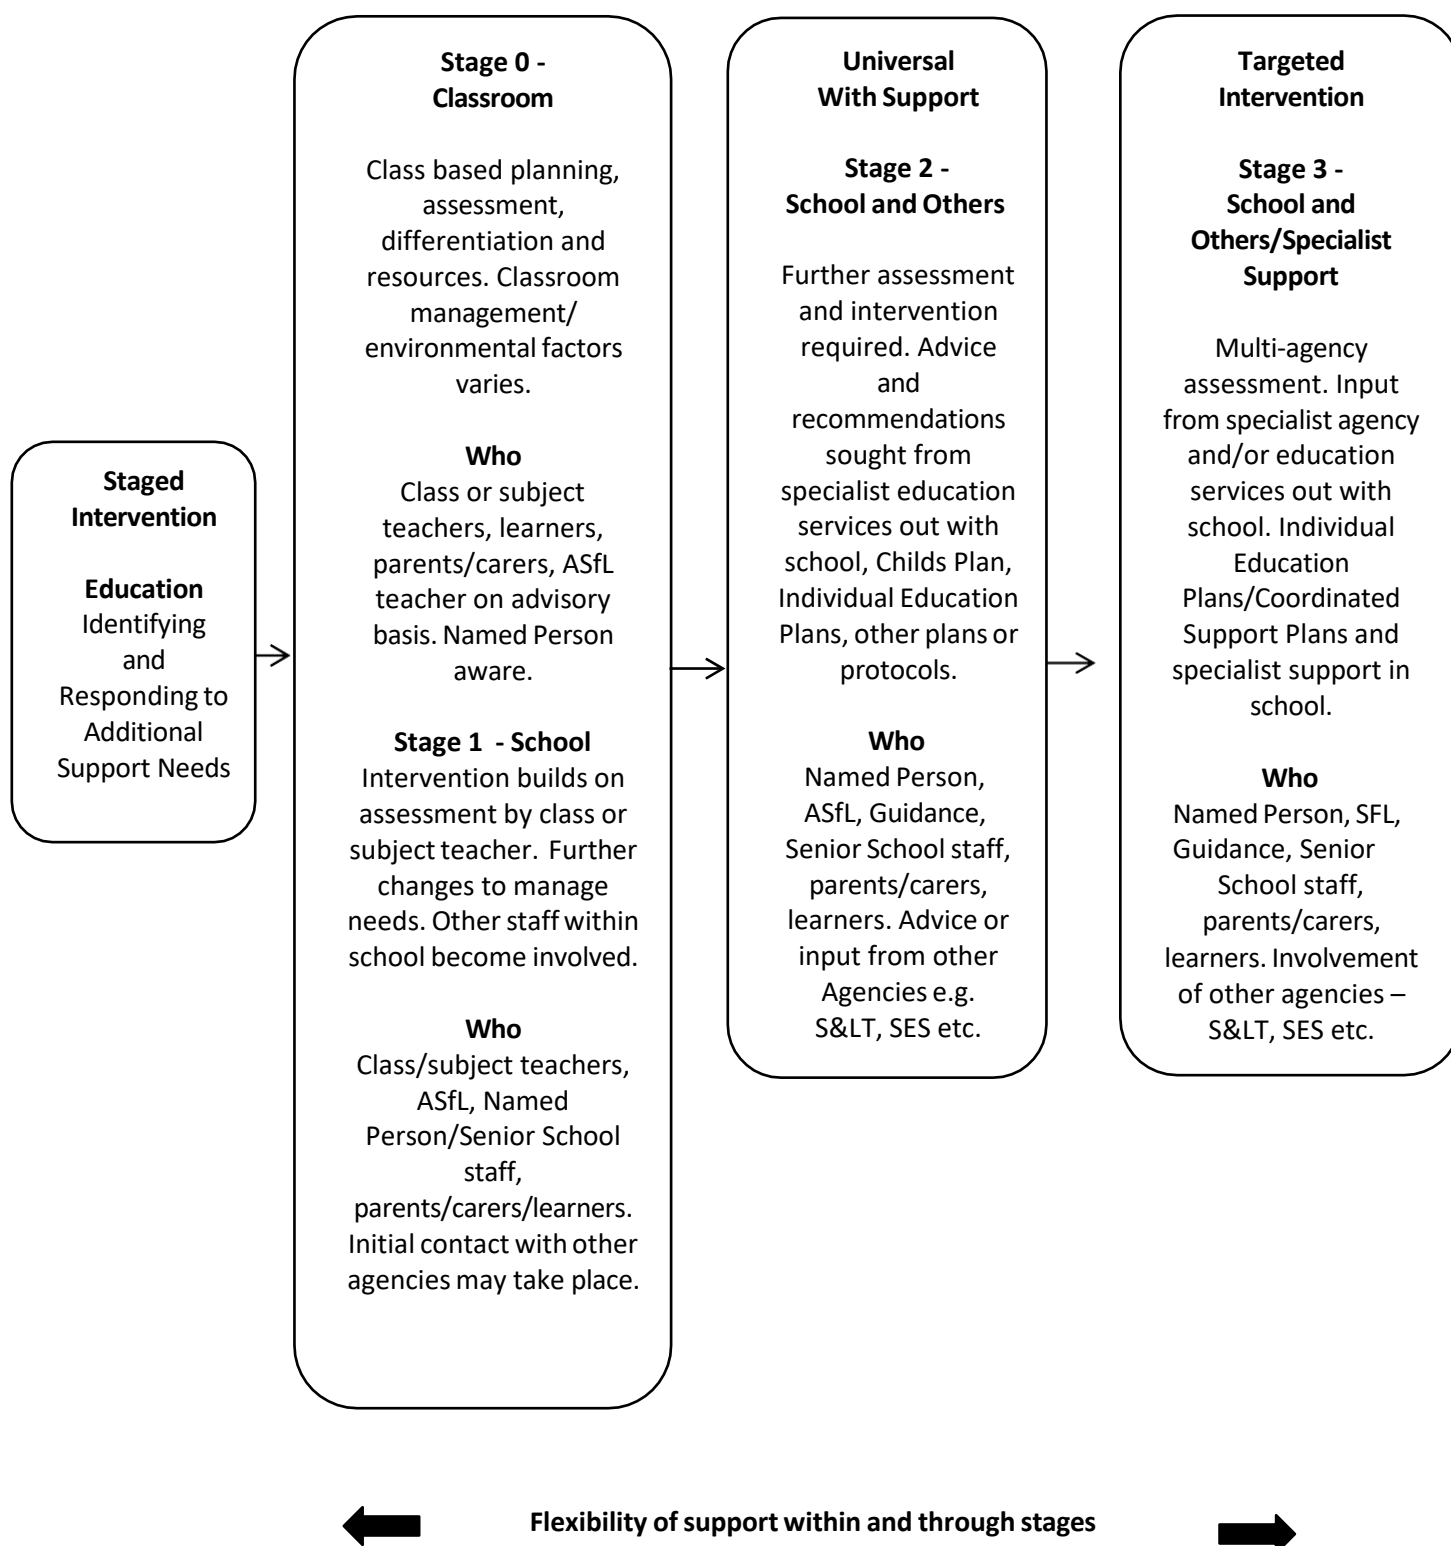 Staged
Intervention
Education
Identifying
and
Responding to
Additional
Support Needs
Stage 0 -
Classroom
Class based planning,
assessment,
differentiation and
resources. Classroom
management/
environmental factors
varies.
Who
Class or subject
teachers, learners,
parents/carers, ASfL
teacher on advisory
basis. Named Person
aware.
Stage 1 - School
Intervention builds on
assessment by class or
subject teacher. Further
changes to manage
needs. Other staff within
school become involved.
Who
Class/subject teachers,
ASfL, Named
Person/Senior School
staff,
parents/carers/learners.
Initial contact with other
agencies may take place.
Universal
With Support
Stage 2 -
School and Others
Further assessment
and intervention
required. Advice
and
recommendations
sought from
specialist education
services out with
school, Childs Plan,
Individual Education
Plans, other plans or
protocols.
Who
Named Person,
ASfL, Guidance,
Senior School staff,
parents/carers,
learners. Advice or
input from other
Agencies e.g.
S&LT, SES etc.
Targeted
Intervention
Stage 3 -
School and
Others/Specialist
Support
Multi-agency
assessment. Input
from specialist agency
and/or education
services out with
school. Individual
Education
Plans/Coordinated
Support Plans and
specialist support in
school.
Who
Named Person, SFL,
Guidance, Senior
School staff,
parents/carers,
learners. Involvement
of other agencies –
S&LT, SES etc.
Flexibility of support within and through stages